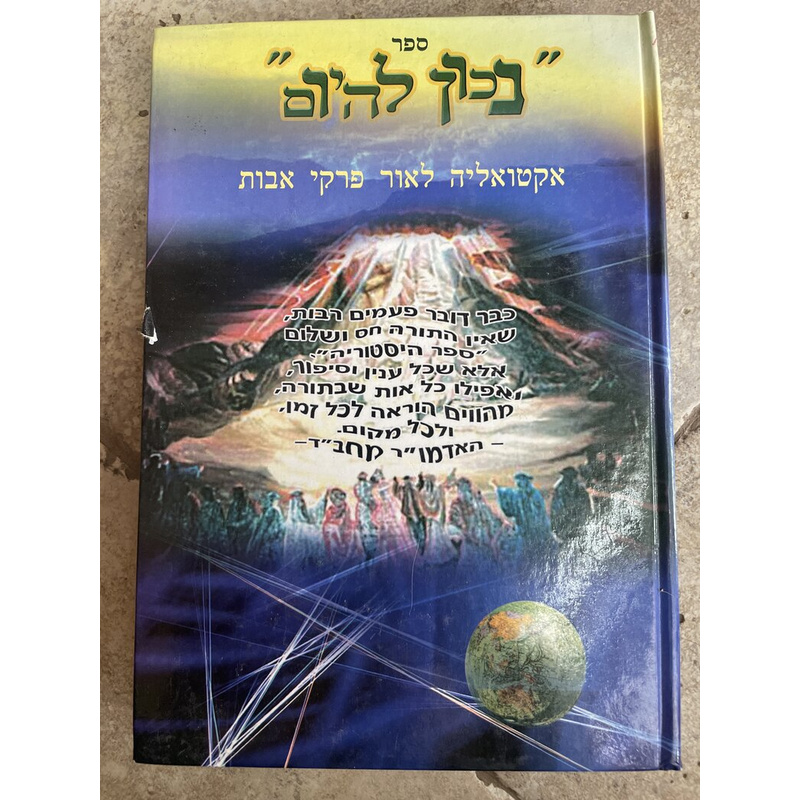 ספר
"נכון להיום"
אקטואליה לאור פרקי אבות
כבר דובר פעמים רבות,
שאין התורה חס ושלום
"ספר היסטוריה",
אלא שכל ענין וסיפור,
ואפילו כל אות שבתורה,
מהווים הוראה לכל זמן,
ולכל מקום.
- האדמו"ר מחב"ד -